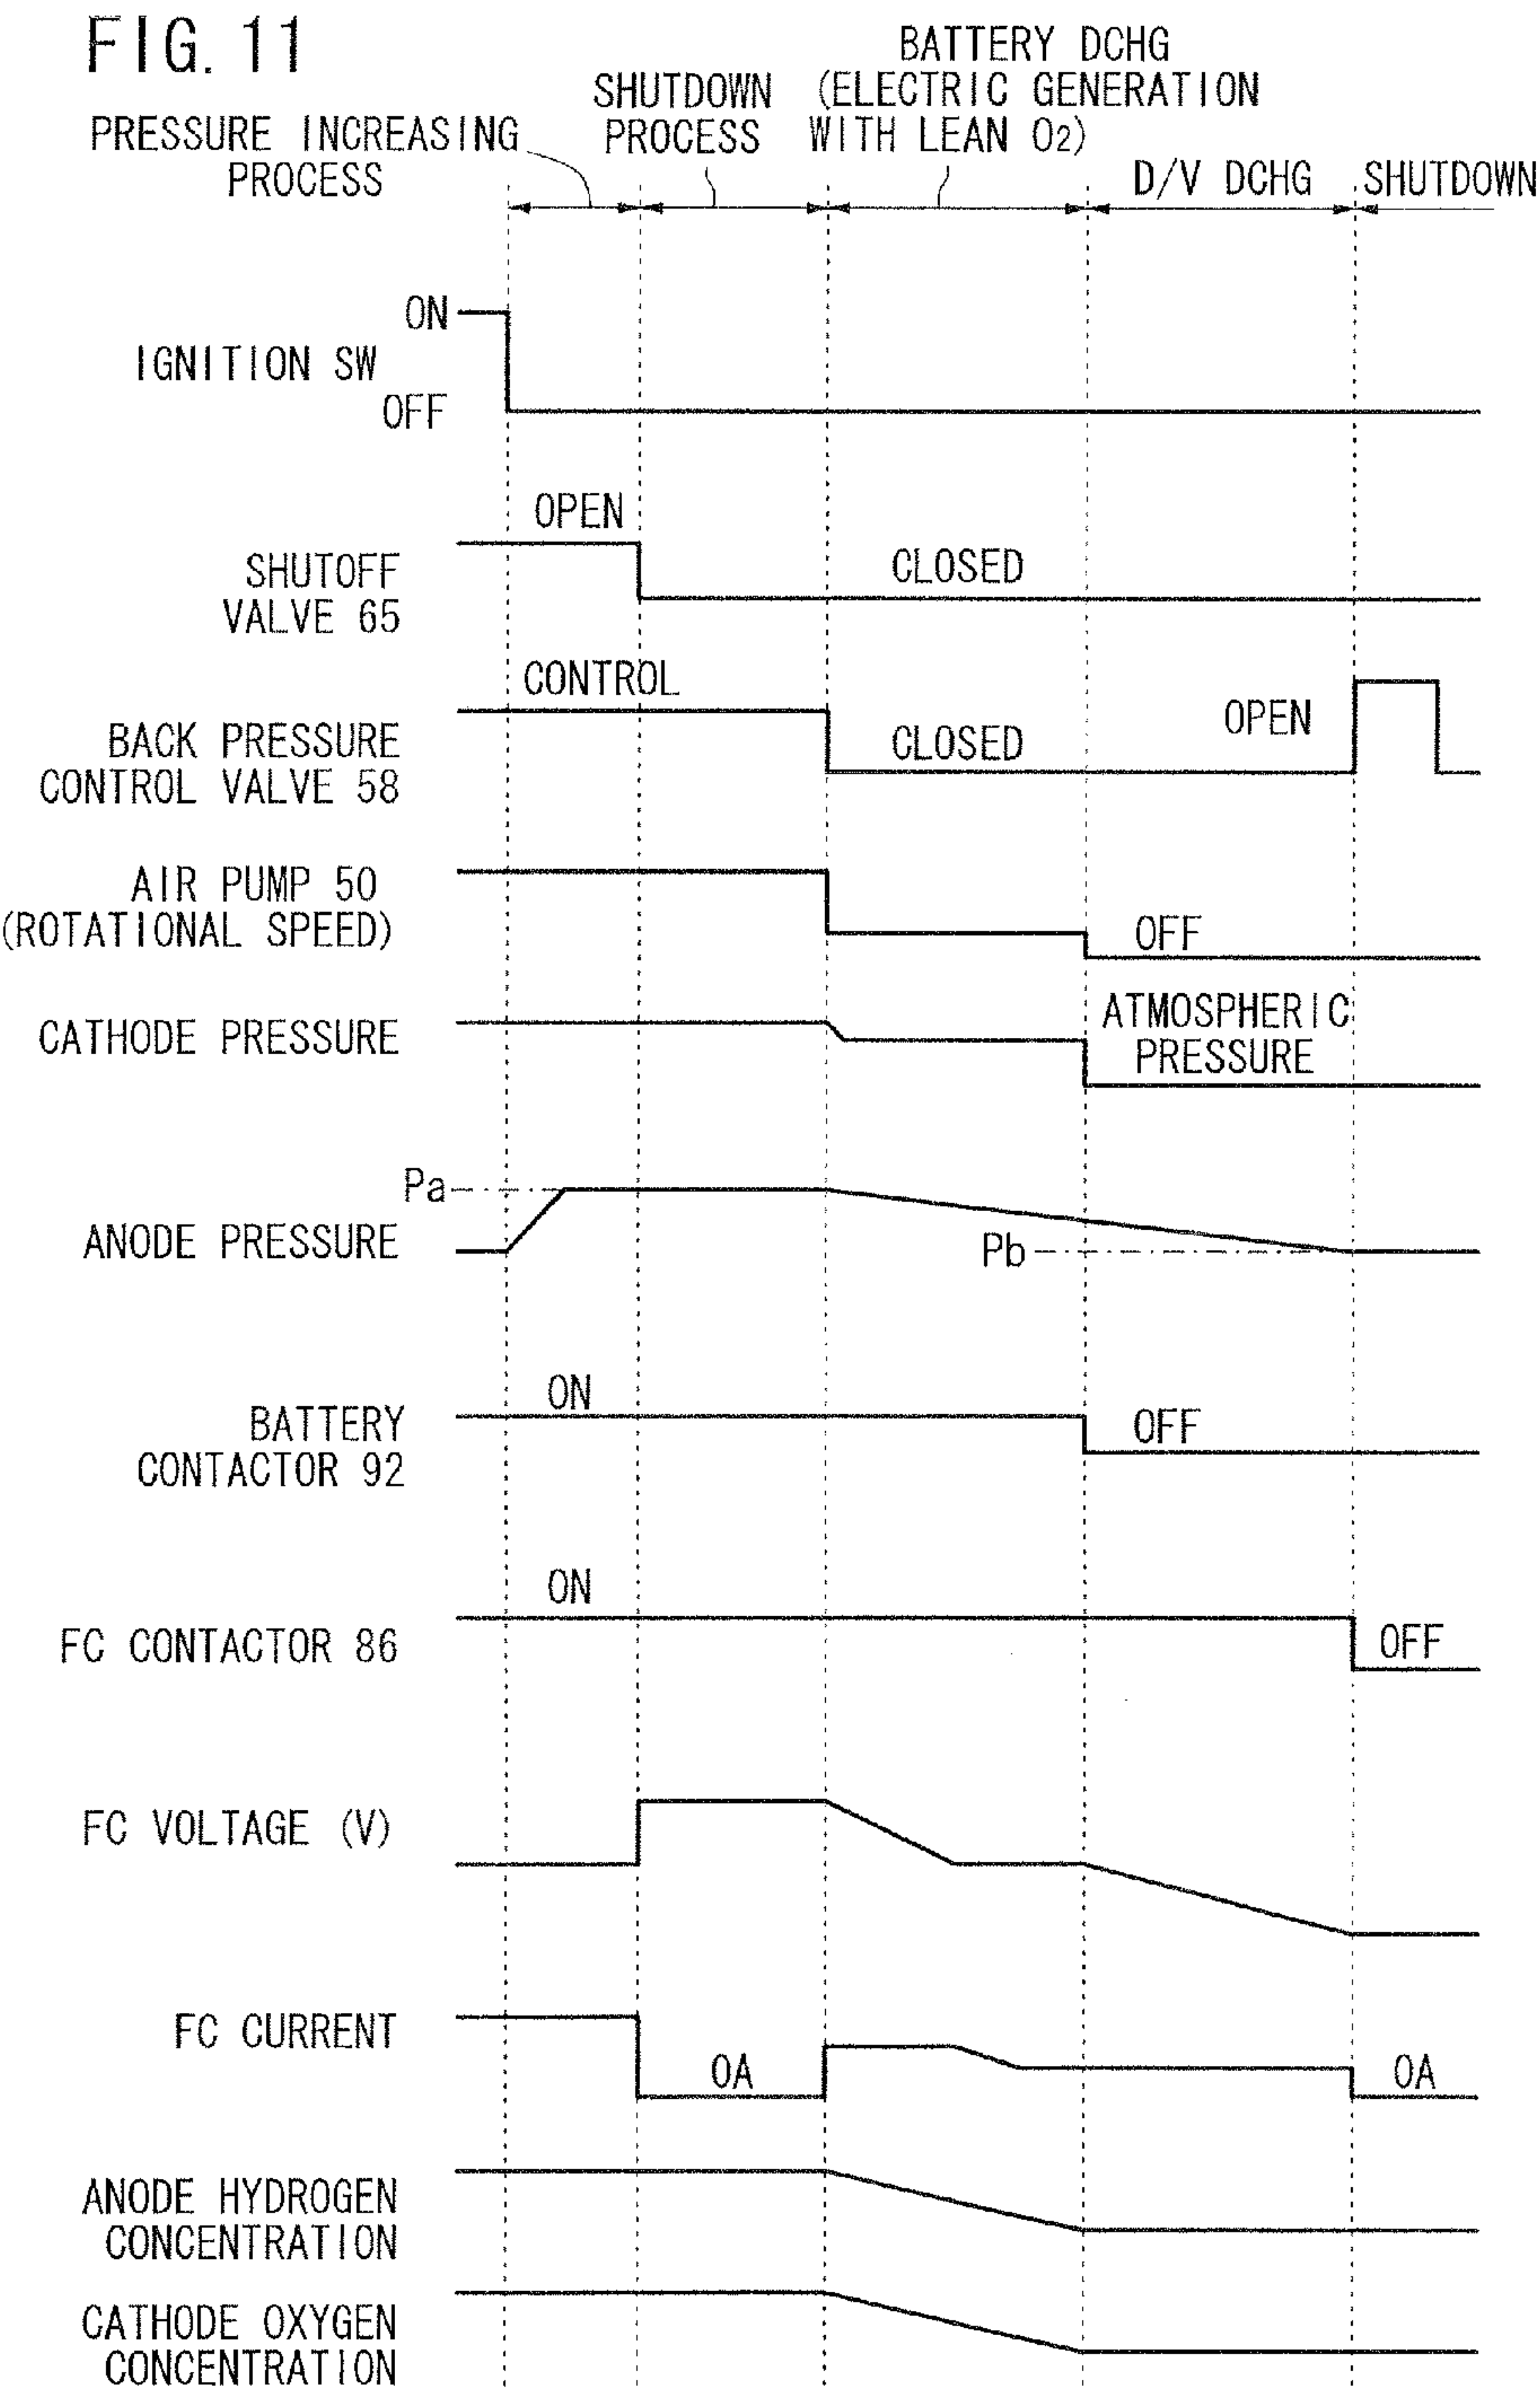 FIG. 11
PRESSURE INCREASING
PROCESS
SHUTDOWN
PROCESS
BATTERY DCHG
(ELECTRIC GENERATION
WITH LEAN O2)
D/V DCHG
SHUTDOWN
ON
IGNITION SW
OFF
OPEN
SHUTOFF
VALVE 65
CLOSED
CONTROL
BACK PRESSURE
CONTROL VALVE 58
CLOSED
OPEN
AIR PUMP 50
(ROTATIONAL SPEED)
OFF
CATHODE PRESSURE
ATMOSPHERIC
PRESSURE
Pa
ANODE PRESSURE
Pb
ON
BATTERY
CONTACTOR 92
OFF
ON
FC CONTACTOR 86
OFF
FC VOLTAGE (V)
FC CURRENT
0A
0A
ANODE HYDROGEN
CONCENTRATION
CATHODE OXYGEN
CONCENTRATION